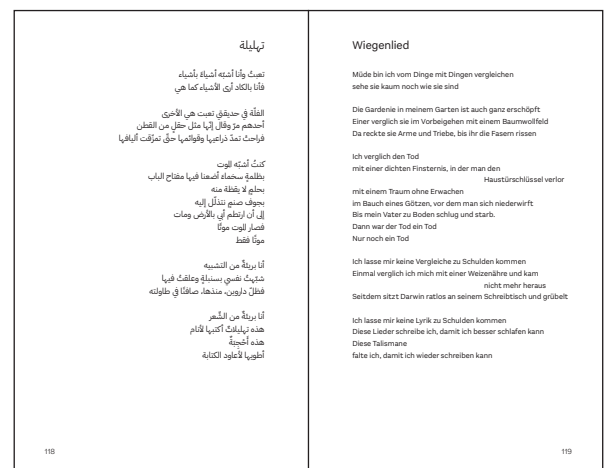 تهليلة
تعبتُ وأنا أشبّه أشياءَ بأشياء
فأنا بالكاد أرى الأشياء كما هي
الفلّة في حديقتي تعبت هي الأخرى
أحدهم مرّ وقال إنّها مثل حقلٍ من القطن
فراحتْ تمدّ ذراعيها وقوائمها حتّى تمزّقت أليافها
كنتُ أشبّه الموت
بظلمةٍ سخماءَ أضعنا فيها مفتاح الباب
بحلمٍ لا يقظة منه
بجوف صنمٍ نتذلّل إليه
إلى أن ارتطم أبي بالأرض ومات
فصار الموت موتًا
موتًا فقط
أنا بريئةٌ من التشبيه
شبّهتُ نفسي بسنبلةٍ وعلقتُ فيها
فظلّ داروين، منذها، صافنًا في طاولته
أنا بريئةٌ من الشِّعر
هذه تهليلاتٌ أكتبها لأنام
هذه أحْجِبَةٌ
أطويها لأعاود الكتابة
118
Wiegenlied
Müde bin ich vom Dinge mit Dingen vergleichen
sehe sie kaum noch wie sie sind
Die Gardenie in meinem Garten ist auch ganz erschöpft
Einer verglich sie im Vorbeigehen mit einem Baumwollfeld
Da reckte sie Arme und Triebe, bis ihr die Fasern rissen
Ich verglich den Tod
mit einer dichten Finsternis, in der man den
Haustürschlüssel verlor
mit einem Traum ohne Erwachen
im Bauch eines Götzen, vor dem man sich niederwirft
Bis mein Vater zu Boden schlug und starb.
Dann war der Tod ein Tod
Nur noch ein Tod
Ich lasse mir keine Vergleiche zu Schulden kommen
Einmal verglich ich mich mit einer Weizenähre und kam
nicht mehr heraus
Seitdem sitzt Darwin ratlos an seinem Schreibtisch und grübelt
Ich lasse mir keine Lyrik zu Schulden kommen
Diese Lieder schreibe ich, damit ich besser schlafen kann
Diese Talismane
falte ich, damit ich wieder schreiben kann
119